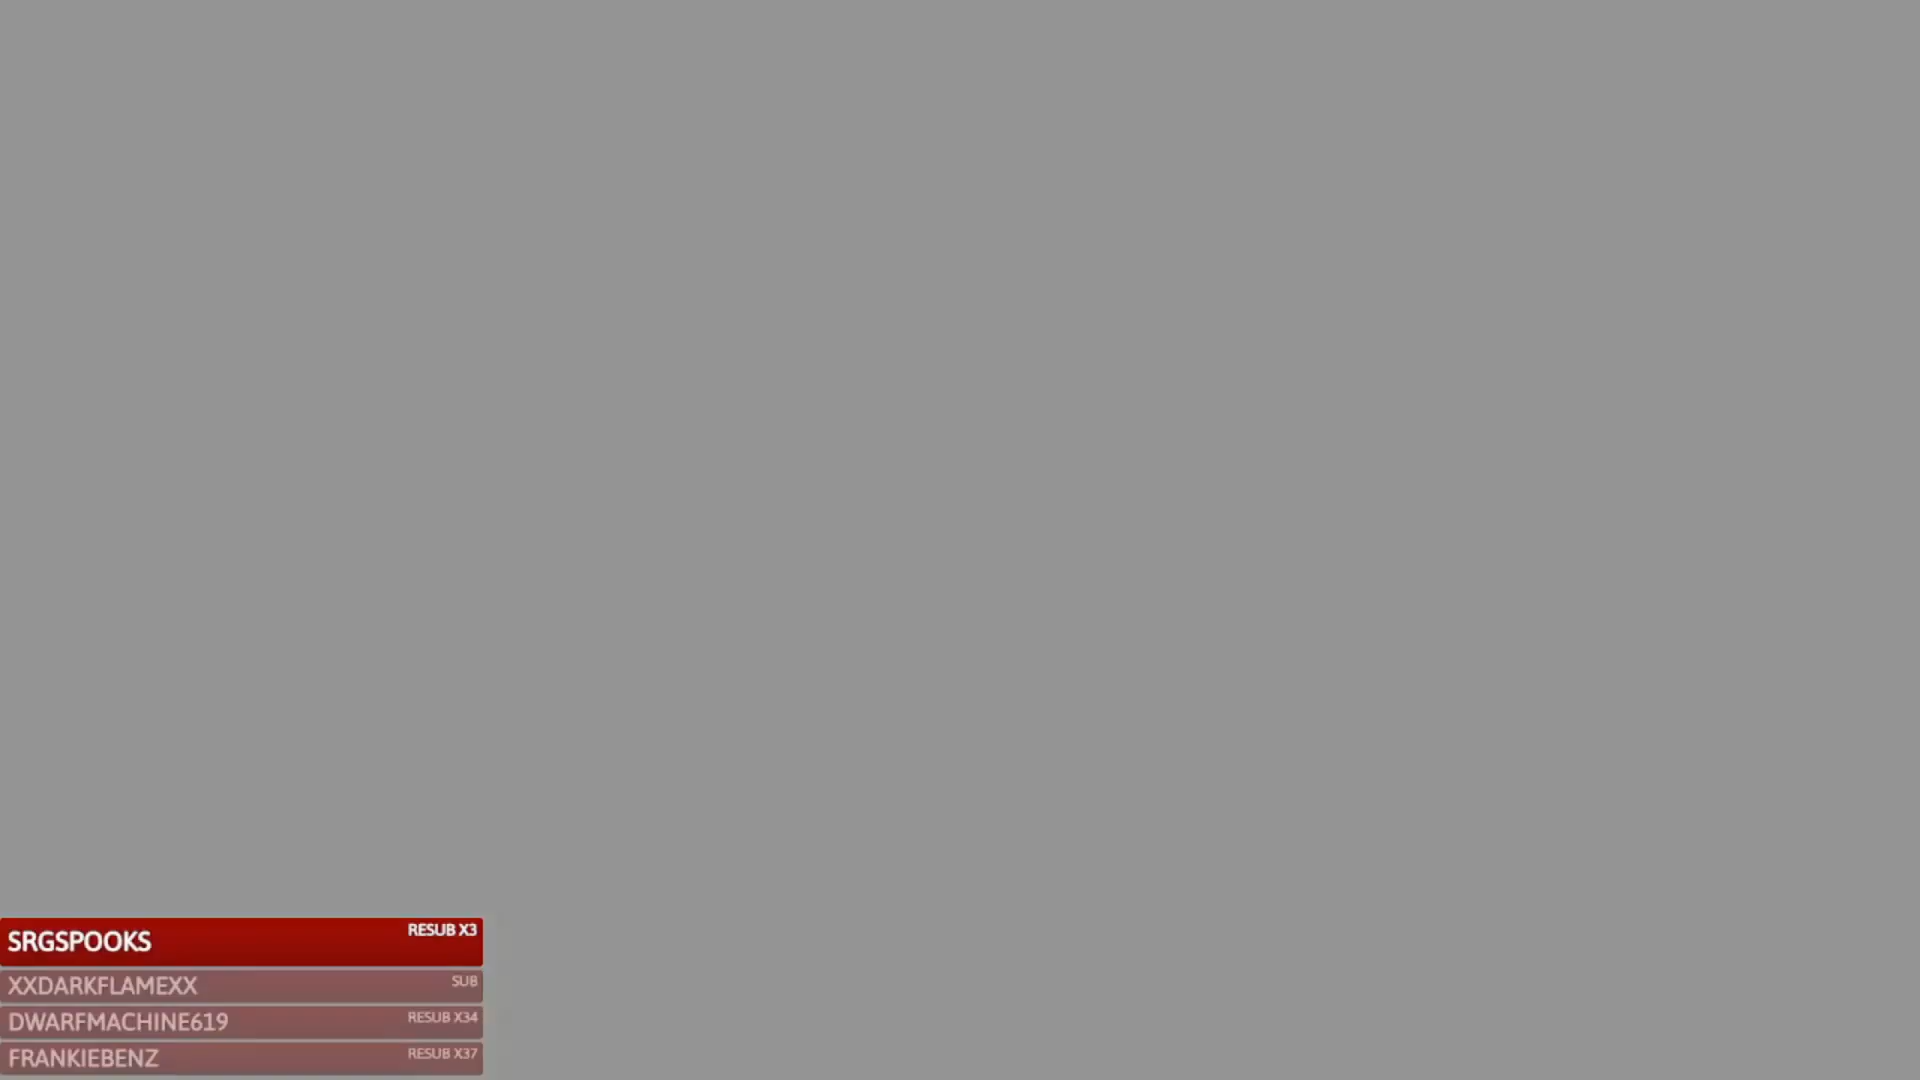 SRGSPOOKS RESUB X3
XXDARKFLAMEXX SUB
DWARFMACHINE619 RESUB X34
FRANKIEBENZ RESUB X37